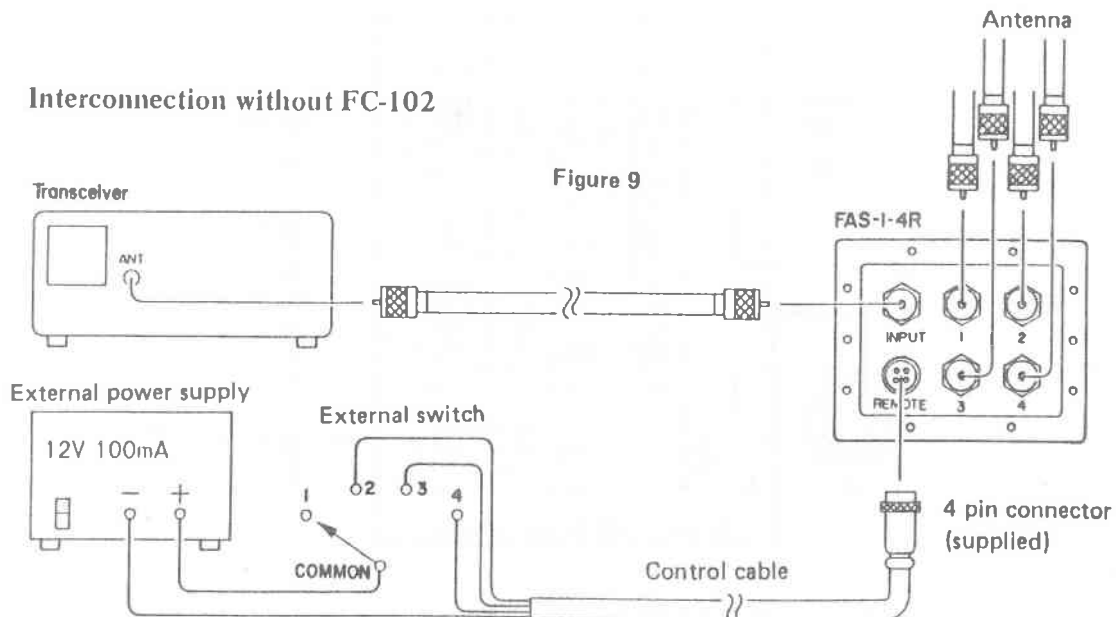 Antenna
Interconnection without FC-102
Figure 9
Transceiver
ANT
FAS-1-4R
INPUT
1
2
REMOTE
3
4
External power supply
12V 100mA
−
+
External switch
1
2
3
4
COMMON
Control cable
4 pin connector
(supplied)